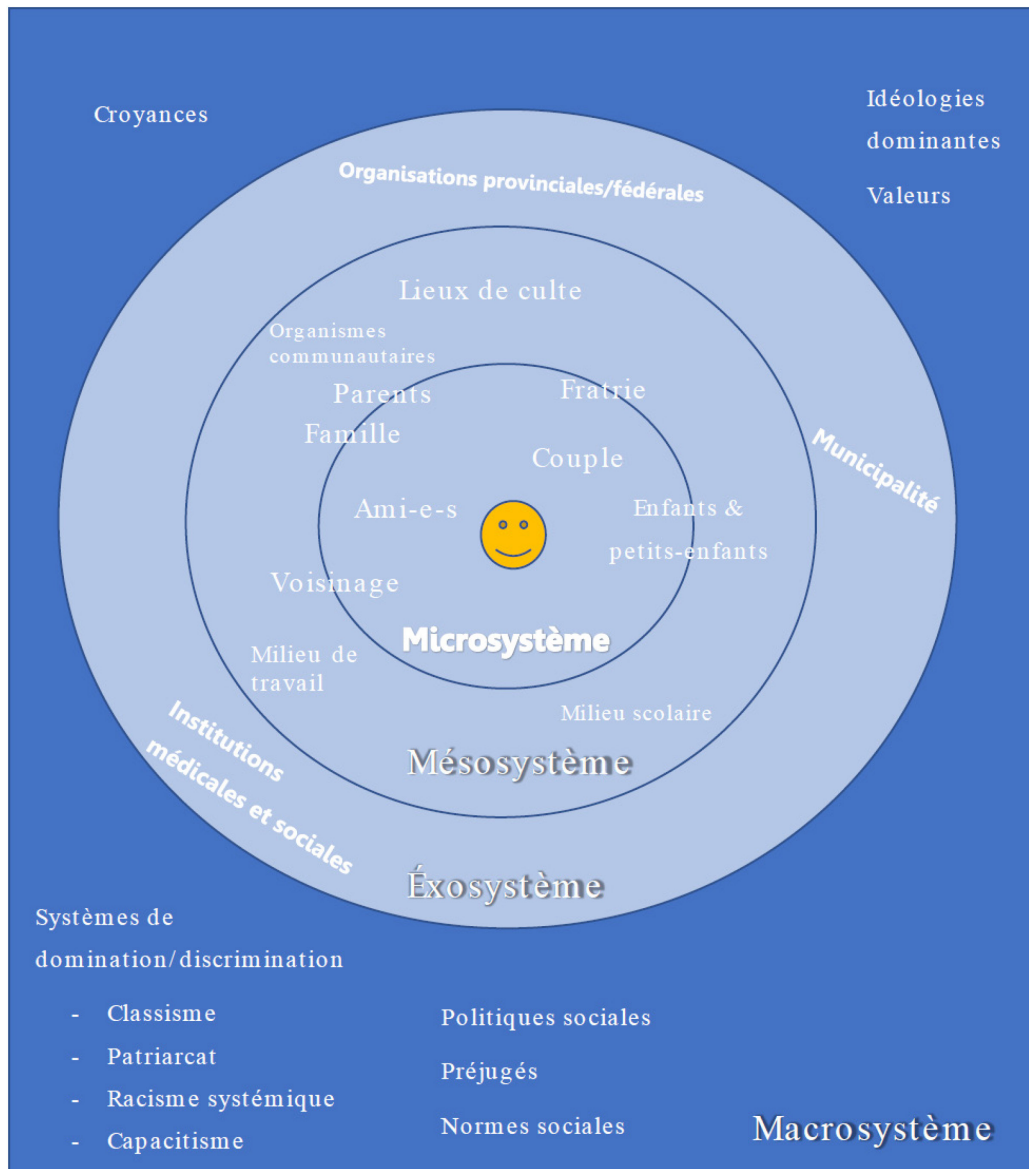 Croyances
Idéologies
dominantes
Valeurs
Organisations provinciales/fédérales
Lieux de culte
Organismes
communautaires
Parents
Fratrie
Famille
Couple
Municipalité
Ami-e-s
Enfants &
petits-enfants
Voisinage
Microsystème
Milieu de
travail
Milieu scolaire
Institutions
médicales et sociales
Mésosystème
Éxosystème
Systèmes de
domination/discrimination
- Classisme
- Patriarcat
- Racisme systémique
- Capacitisme
Politiques sociales
Préjugés
Normes sociales
Macrosystème